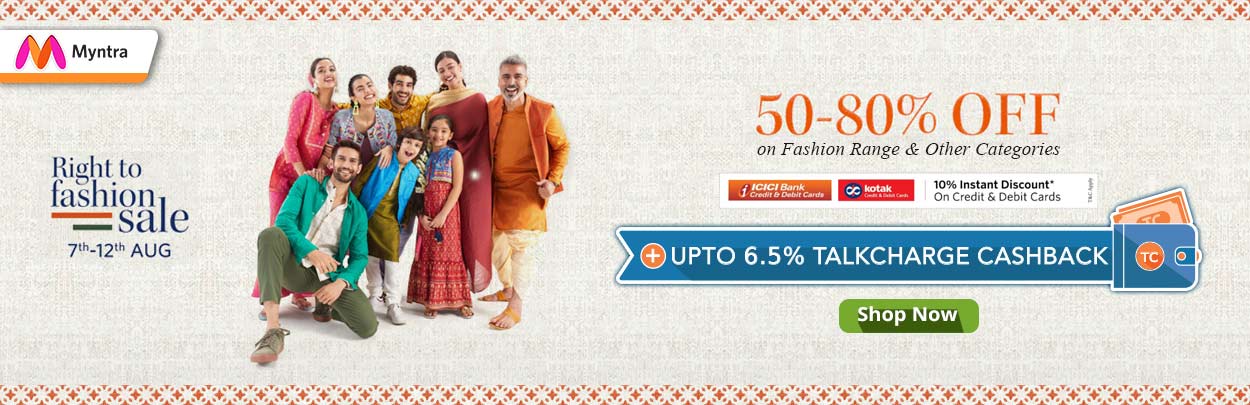 Myntra
Right to
fashion
sale
7th-12th AUG
50-80% OFF
on Fashion Range & Other Categories
ICICI Bank
Credit & Debit Cards
kotak
Credit & Debit Cards
10% Instant Discount*
On Credit & Debit Cards
T&C Apply
+ UPTO 6.5% TALKCHARGE CASHBACK
TC
TC
Shop Now